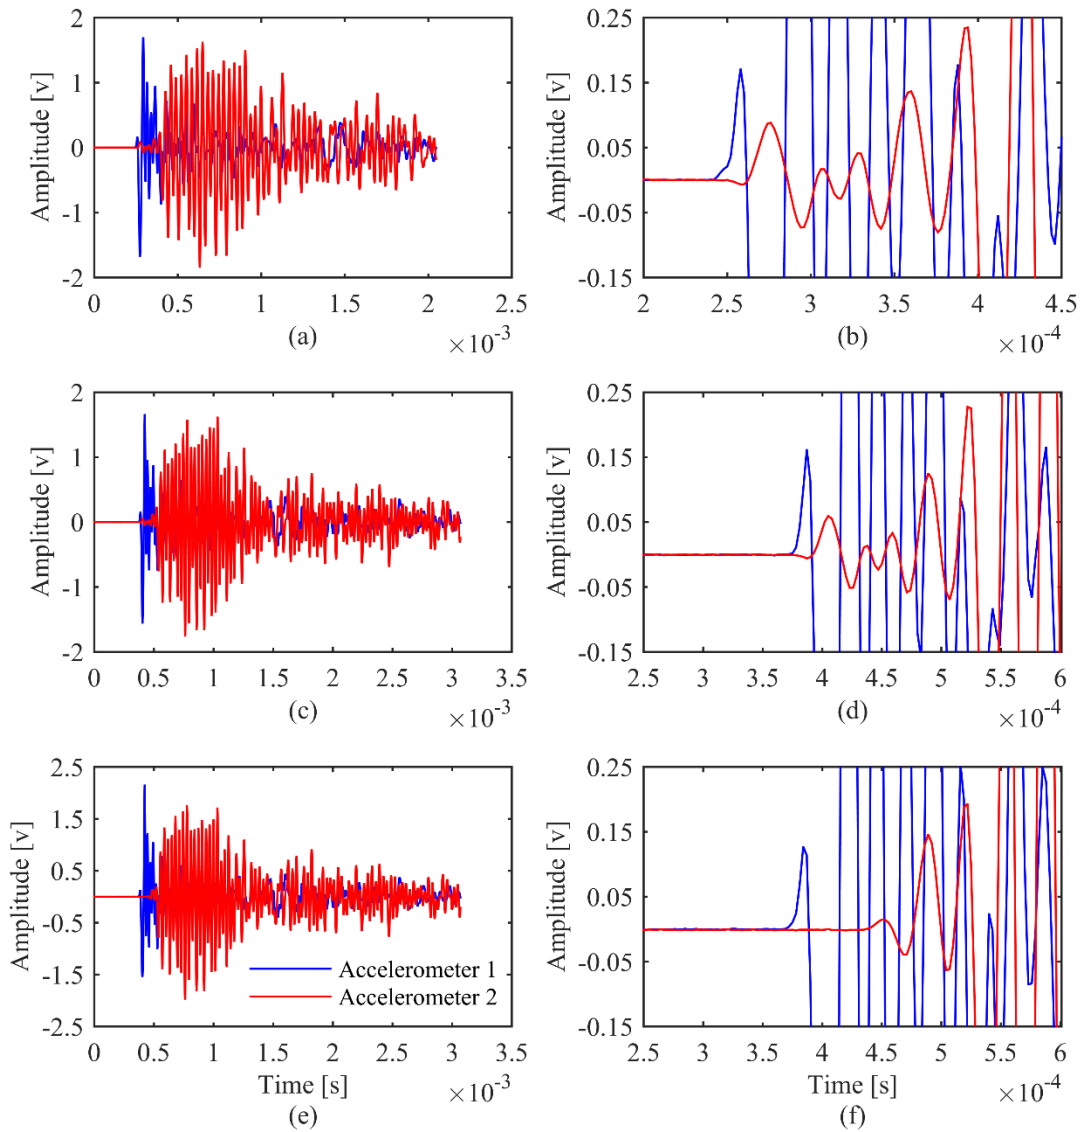 2
1
0
-1
-2
Amplitude [v]
0 0.5 1 1.5 2 2.5
(a)
×10⁻³
0.25
0.15
0.05
-0.05
-0.15
Amplitude [v]
2 2.5 3 3.5 4 4.5
(b)
×10⁻⁴
2
1
0
-1
-2
Amplitude [v]
0 0.5 1 1.5 2 2.5 3 3.5
(c)
×10⁻³
0.25
0.15
0.05
-0.05
-0.15
Amplitude [v]
2.5 3 3.5 4 4.5 5 5.5 6
(d)
×10⁻⁴
2.5
1.5
0.5
-0.5
-1.5
-2.5
Amplitude [v]
Accelerometer 1
Accelerometer 2
0 0.5 1 1.5 2 2.5 3 3.5
Time [s]
×10⁻³
(e)
0.25
0.15
0.05
-0.05
-0.15
Amplitude [v]
2.5 3 3.5 4 4.5 5 5.5 6
Time [s]
×10⁻⁴
(f)